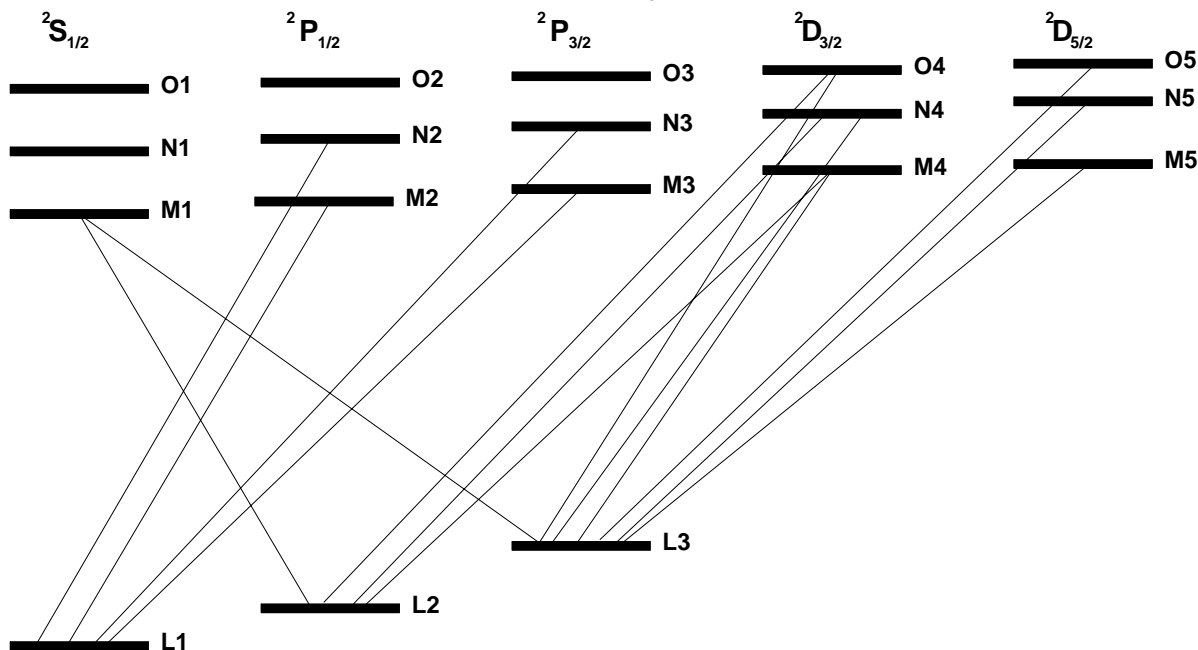 ²S1/2 ²P1/2 ²P3/2 ²D3/2 ²D5/2
O1 O2 O3 O4 O5
N1 N2 N3 N4 N5
M1 M2 M3 M4 M5
L3
L2
L1